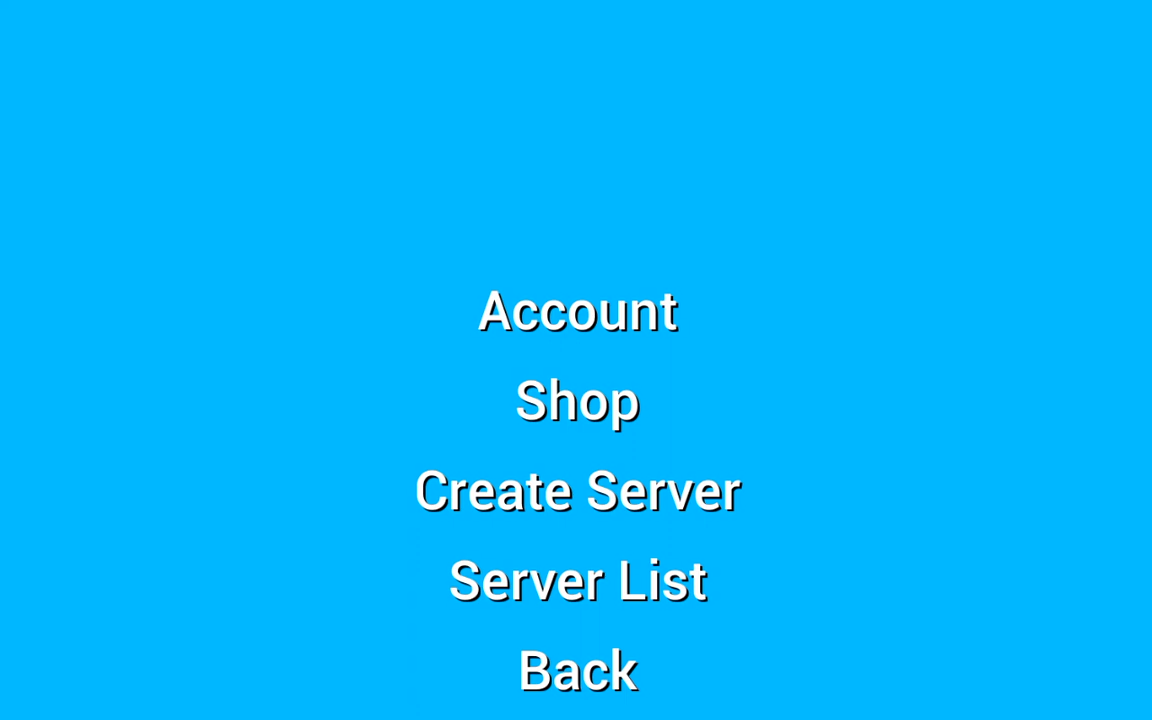 Account
Shop
Create Server
Server List
Back